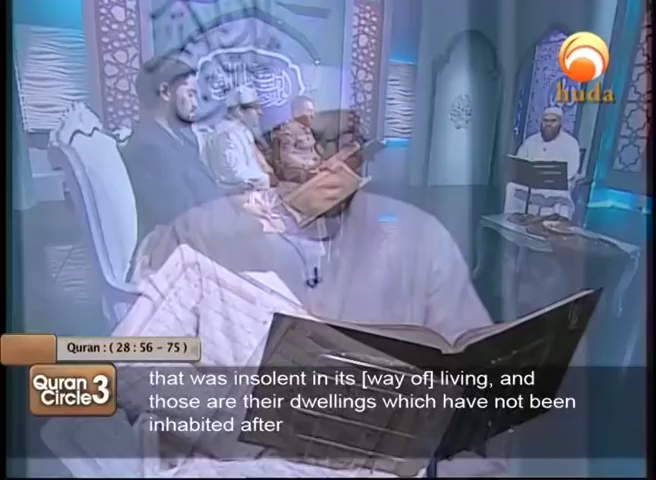 huda
Quran : ( 28 : 56 - 75 )
Quran
Circle 3
that was insolent in its [way of] living, and
those are their dwellings which have not been
inhabited after